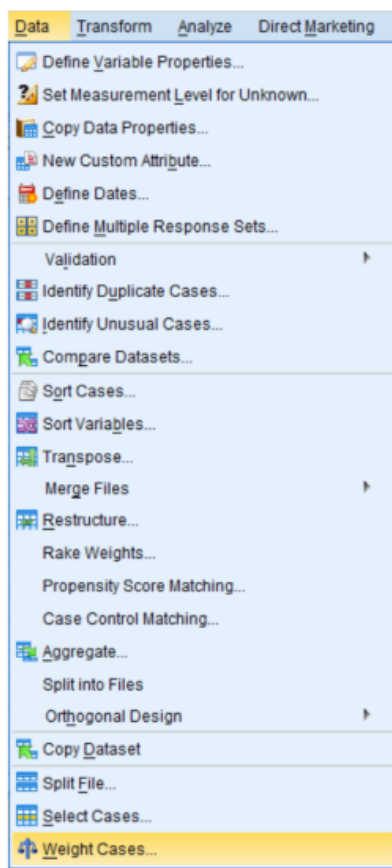 Data Transform Analyze Direct Marketing
Define Variable Properties...
Set Measurement Level for Unknown...
Copy Data Properties...
New Custom Attribute...
Define Dates...
Define Multiple Response Sets...
Validation
Identify Duplicate Cases...
Identify Unusual Cases...
Compare Datasets...
Sort Cases...
Sort Variables...
Transpose...
Merge Files
Restructure...
Rake Weights...
Propensity Score Matching...
Case Control Matching...
Aggregate...
Split into Files
Orthogonal Design
Copy Dataset
Split File...
Select Cases...
Weight Cases...